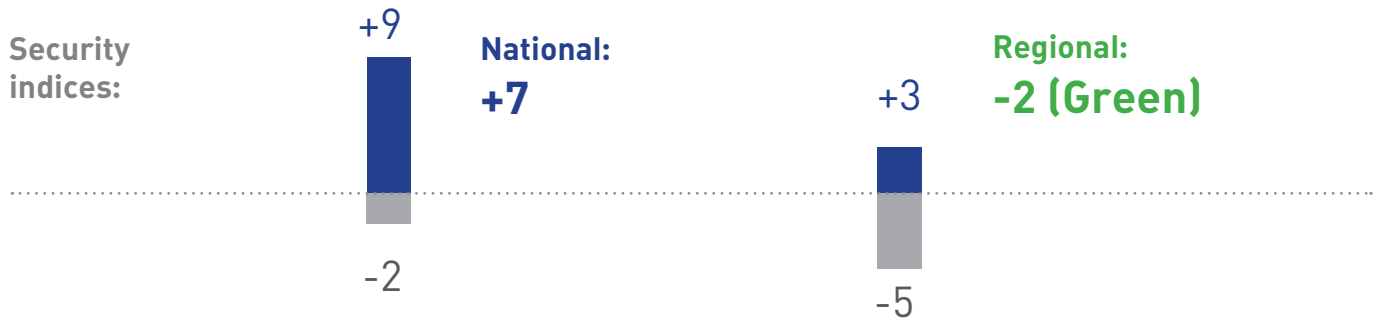 Security
indices:
+9
-2
National:
+7
+3
-5
Regional:
-2 (Green)